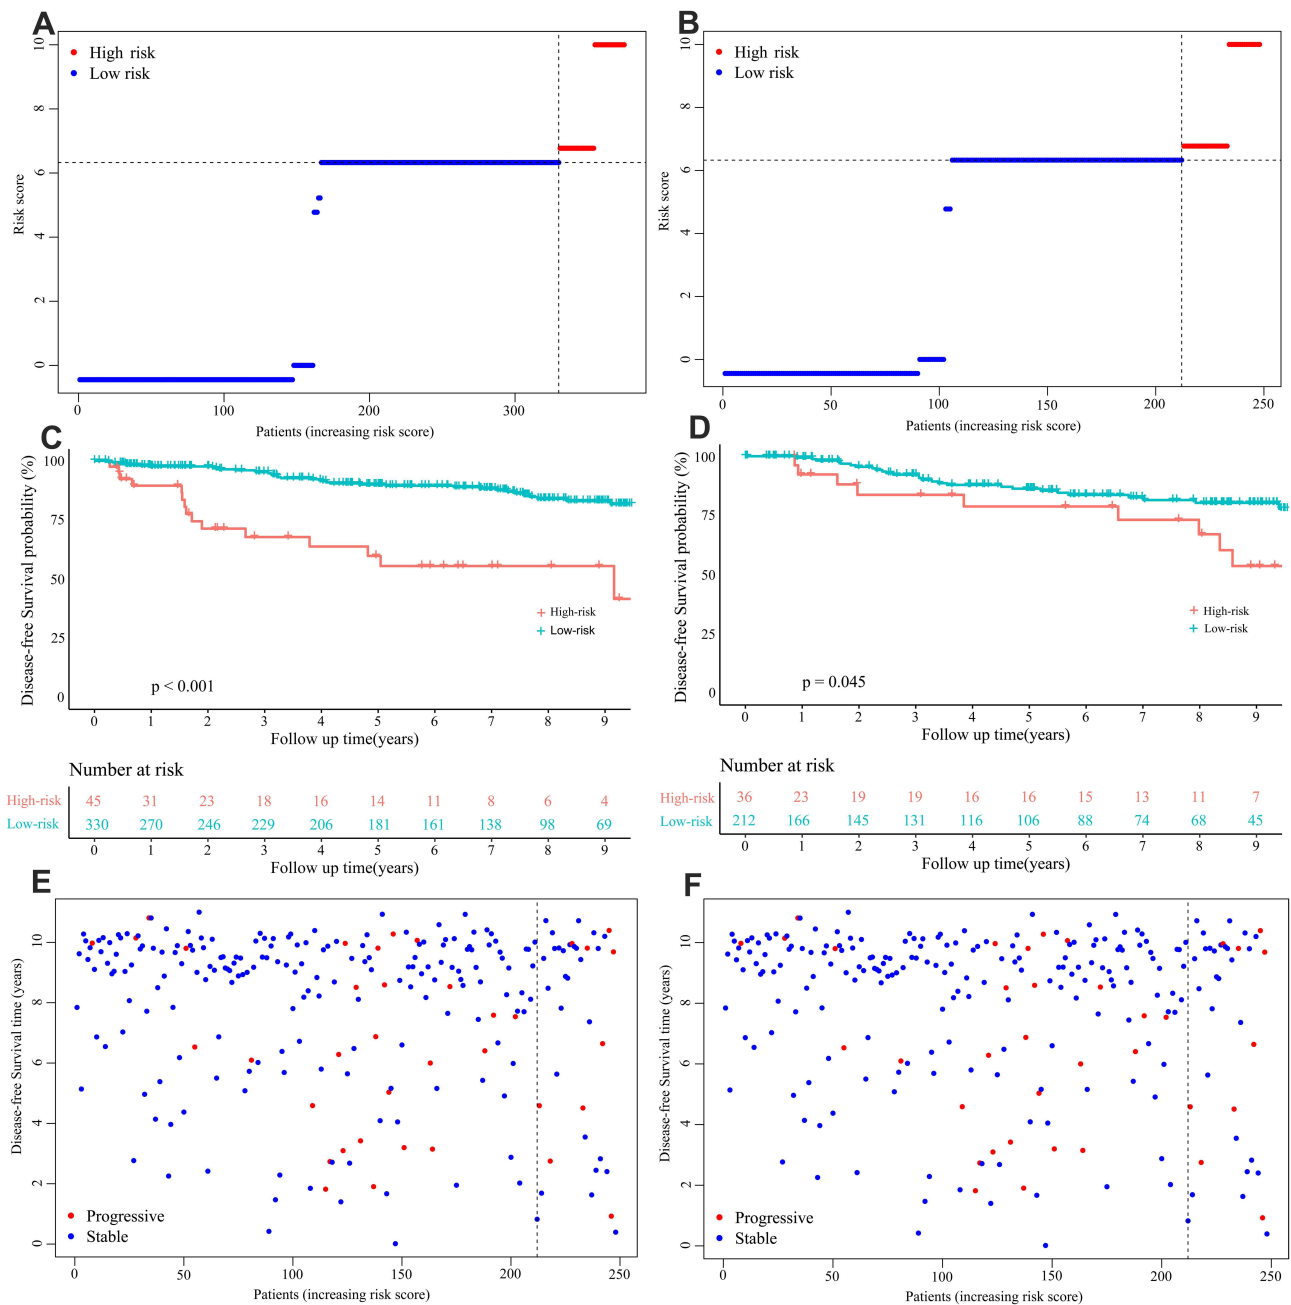 A
High risk
Low risk
10
8
6
4
2
0
Risk score
0 100 200 300
Patients (increasing risk score)
B
High risk
Low risk
10
8
6
4
2
0
Risk score
0 50 100 150 200 250
Patients (increasing risk score)
C
100
75
50
25
0
Disease-free Survival probability (%)
High-risk
Low-risk
p < 0.001
0 1 2 3 4 5 6 7 8 9
Follow up time(years)
Number at risk
High-risk 45 31 23 18 16 14 11 8 6 4
Low-risk 330 270 246 229 206 181 161 138 98 69
0 1 2 3 4 5 6 7 8 9
Follow up time(years)
D
100
75
50
25
0
Disease-free Survival probability (%)
High-risk
Low-risk
p = 0.045
0 1 2 3 4 5 6 7 8 9
Follow up time(years)
Number at risk
High-risk 36 23 19 19 16 16 15 13 11 7
Low-risk 212 166 145 131 116 106 88 74 68 45
0 1 2 3 4 5 6 7 8 9
Follow up time(years)
E
10
8
6
4
2
0
Disease-free Survival time (years)
Progressive
Stable
0 50 100 150 200 250
Patients (increasing risk score)
F
10
8
6
4
2
0
Disease-free Survival time (years)
Progressive
Stable
0 50 100 150 200 250
Patients (increasing risk score)